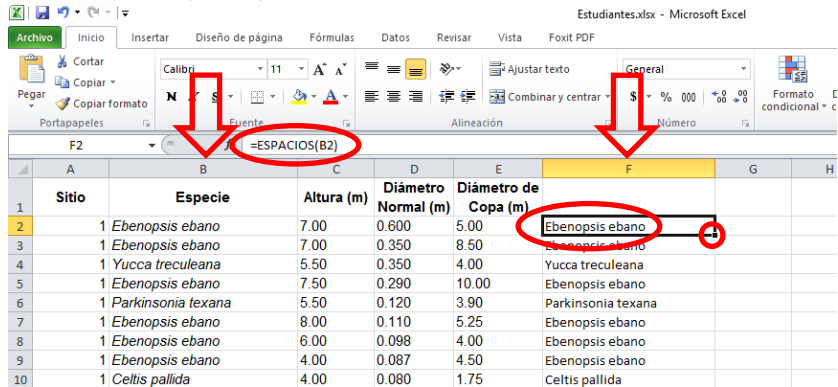 Estudiantes.xlsx - Microsoft Excel
Archivo Inicio Insertar Diseño de página Fórmulas Datos Revisar Vista Foxit PDF
Pegar
Cortar
Copiar
Copiar formato
Portapapeles
Calibri 11 A A
N K S A
Fuente
Ajustar texto
Combinar y centrar
Alineación
General
$ % 000
Número
Formato
condicional
F2 =ESPACIOS(B2)
A B C D E F G H
1 Sitio Especie Altura (m) Diámetro Normal (m) Diámetro de Copa (m)
2 1 Ebenopsis ebano 7.00 0.600 5.00 Ebenopsis ebano
3 1 Ebenopsis ebano 7.00 0.350 8.50 Ebenopsis ebano
4 1 Yucca treculeana 5.50 0.350 4.00 Yucca treculeana
5 1 Ebenopsis ebano 7.50 0.290 10.00 Ebenopsis ebano
6 1 Parkinsonia texana 5.50 0.120 3.90 Parkinsonia texana
7 1 Ebenopsis ebano 8.00 0.110 5.25 Ebenopsis ebano
8 1 Ebenopsis ebano 6.00 0.098 4.00 Ebenopsis ebano
9 1 Ebenopsis ebano 4.00 0.087 4.50 Ebenopsis ebano
10 1 Celtis pallida 4.00 0.080 1.75 Celtis pallida